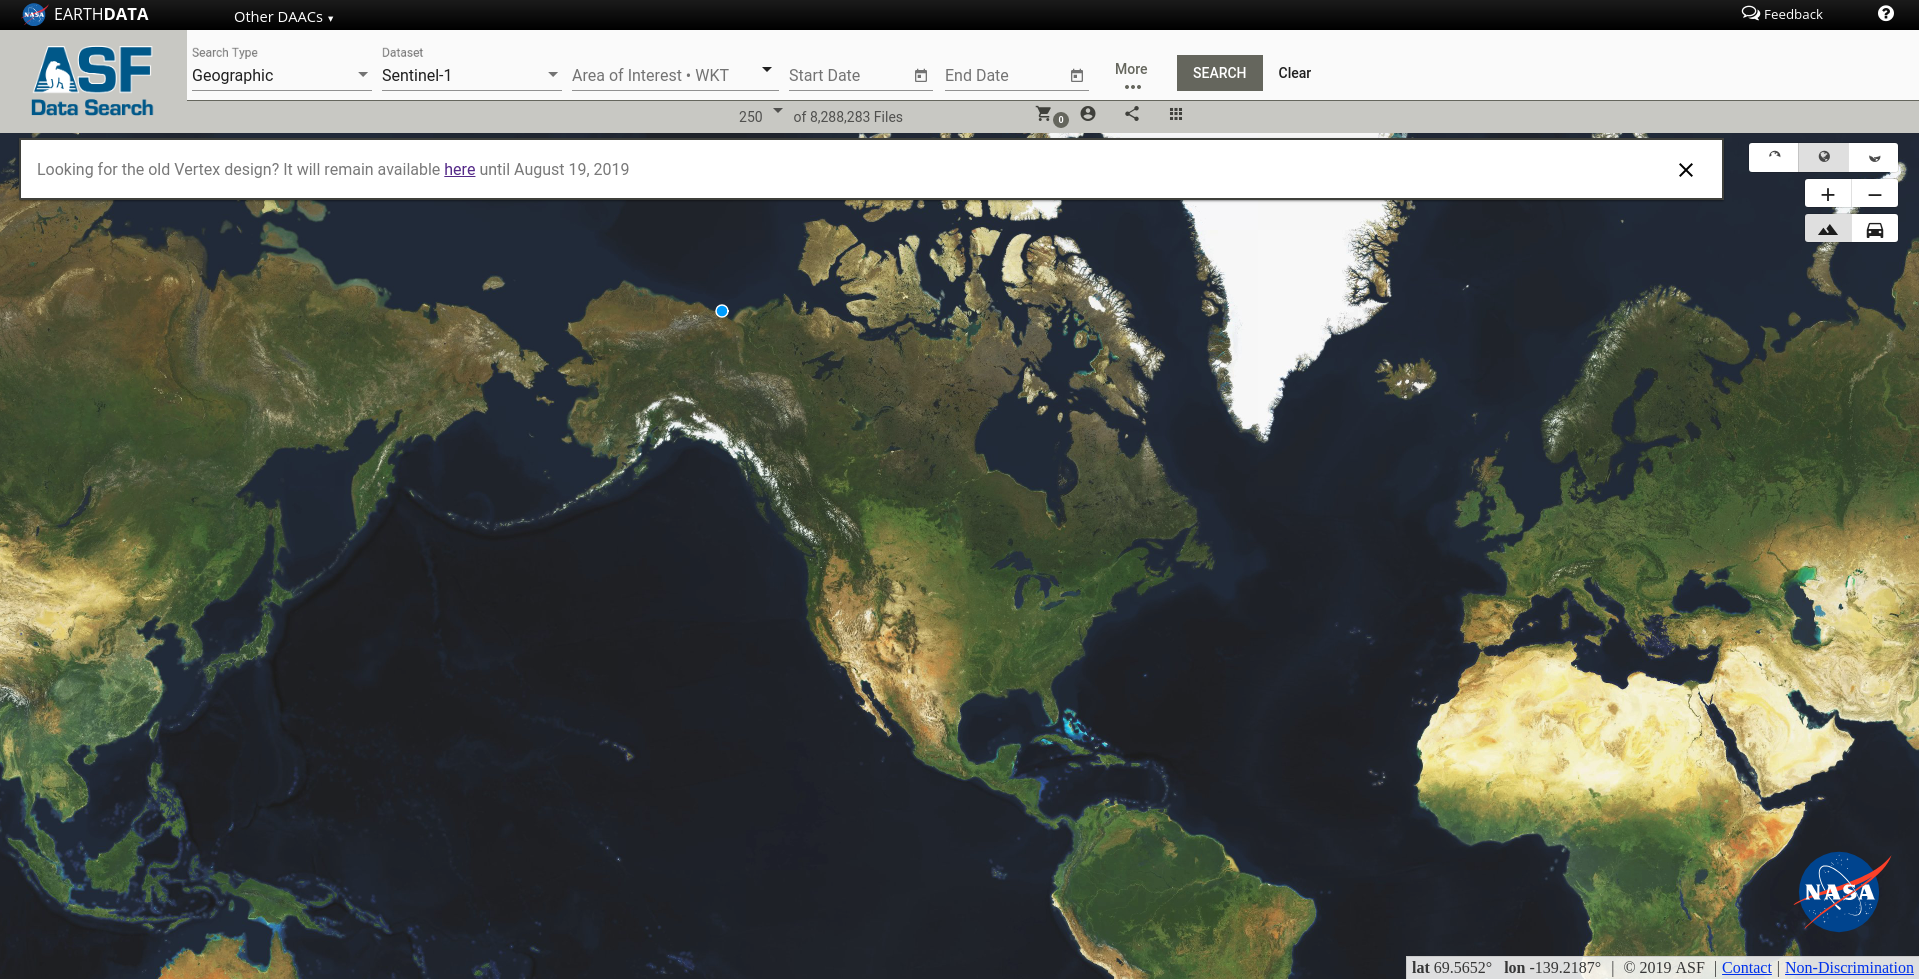 NASA EARTHDATA Other DAACs ▾ Feedback ?
ASF
Data Search
Search Type Dataset
Geographic Sentinel-1 Area of Interest • WKT Start Date End Date More SEARCH Clear
250 of 8,288,283 Files 0
Looking for the old Vertex design? It will remain available here until August 19, 2019
NASA
lat 69.5652° lon -139.2187° | © 2019 ASF | Contact | Non-Discrimination